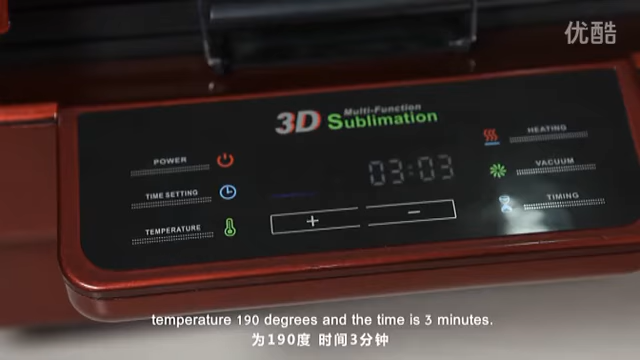 优酷
Multi-Function
3D Sublimation
POWER
TIME SETTING
TEMPERATURE
03:03
+ −
HEATING
VACUUM
TIMING
temperature 190 degrees and the time is 3 minutes.
为190度 时间3分钟